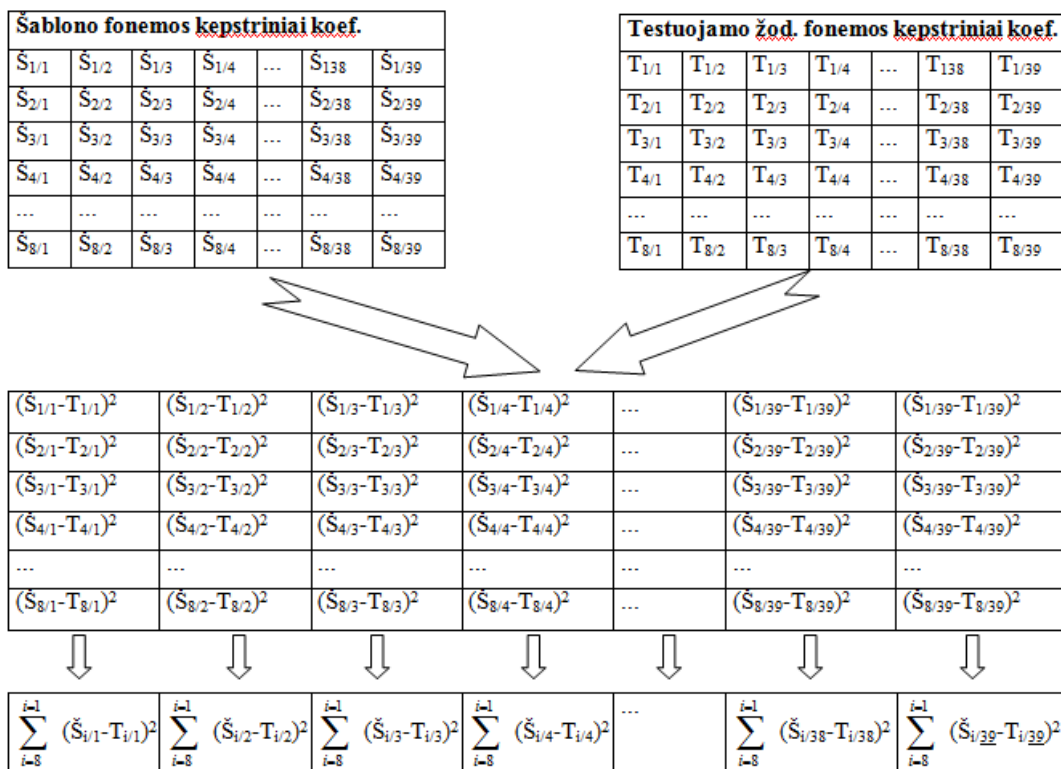 Šablono fonemos kepstriniai koef.
Š1/1 Š1/2 Š1/3 Š1/4 ... Š138 Š1/39
Š2/1 Š2/2 Š2/3 Š2/4 ... Š2/38 Š2/39
Š3/1 Š3/2 Š3/3 Š3/4 ... Š3/38 Š3/39
Š4/1 Š4/2 Š4/3 Š4/4 ... Š4/38 Š4/39
... ... ... ... ... ... ...
Š8/1 Š8/2 Š8/3 Š8/4 ... Š8/38 Š8/39
Testuojamo žod. fonemos kepstriniai koef.
T1/1 T1/2 T1/3 T1/4 ... T138 T1/39
T2/1 T2/2 T2/3 T2/4 ... T2/38 T2/39
T3/1 T3/2 T3/3 T3/4 ... T3/38 T3/39
T4/1 T4/2 T4/3 T4/4 ... T4/38 T4/39
... ... ... ... ... ... ...
T8/1 T8/2 T8/3 T8/4 ... T8/38 T8/39
(Š1/1-T1/1)² (Š1/2-T1/2)² (Š1/3-T1/3)² (Š1/4-T1/4)² ... (Š1/39-T1/39)² (Š1/39-T1/39)²
(Š2/1-T2/1)² (Š2/2-T2/2)² (Š2/3-T2/3)² (Š2/4-T2/4)² ... (Š2/39-T2/39)² (Š2/39-T2/39)²
(Š3/1-T3/1)² (Š3/2-T3/2)² (Š3/3-T3/3)² (Š3/4-T3/4)² ... (Š3/39-T3/39)² (Š3/39-T3/39)²
(Š4/1-T4/1)² (Š4/2-T4/2)² (Š4/3-T4/3)² (Š4/4-T4/4)² ... (Š4/39-T4/39)² (Š4/39-T4/39)²
... ... ... ... ... ... ...
(Š8/1-T8/1)² (Š8/2-T8/2)² (Š8/3-T8/3)² (Š8/4-T8/4)² ... (Š8/39-T8/39)² (Š8/39-T8/39)²
i=1 i=1 i=1 i=1 ... i=1 i=1
∑ (Ši/1-Ti/1)² ∑ (Ši/2-Ti/2)² ∑ (Ši/3-Ti/3)² ∑ (Ši/4-Ti/4)² ∑ (Ši/38-Ti/38)² ∑ (Ši/39-Ti/39)²
i=8 i=8 i=8 i=8 i=8 i=8